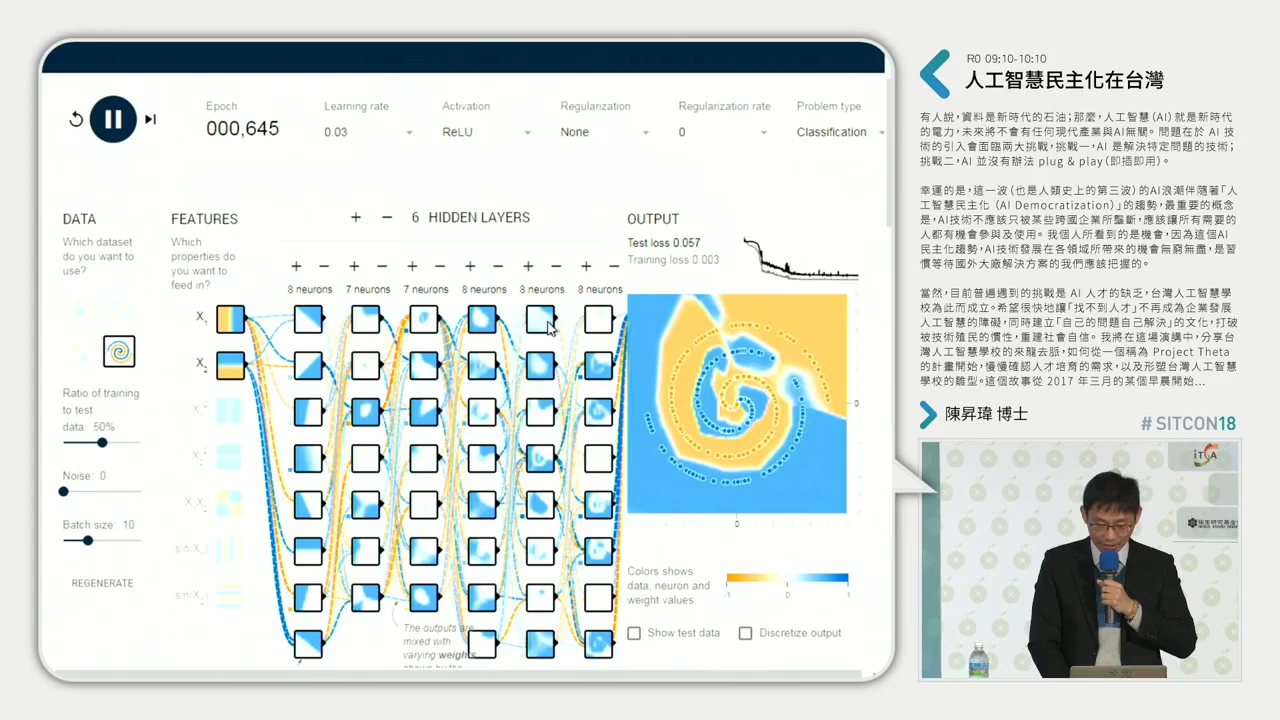 Epoch
000,645
Learning rate
0.03
Activation
ReLU
Regularization
None
Regularization rate
0
Problem type
Classification
DATA
Which dataset
do you want to
use?
Ratio of training
to test
data: 50%
Noise: 0
Batch size: 10
REGENERATE
FEATURES
Which
properties
do you
want to
feed in?
X₁
X₂
X₁²
X₂²
X₁X₂
sin(X₁)
sin(X₂)
+ − 6 HIDDEN LAYERS
+ − + − + − + − + − + −
8 neurons 7 neurons 7 neurons 8 neurons 8 neurons 8 neurons
The outputs are
mixed with
varying weights,
shown by the
OUTPUT
Test loss 0.057
Training loss 0.003
0
0
Colors shows
data, neuron and
weight values.
-1 0 1
Show test data
Discretize output
R0 09:10-10:10
人工智慧民主化在台灣
有人說，資料是新時代的石油；那麼，人工智慧 (AI) 就是新時代
的電力，未來將不會有任何現代產業與AI無關。問題在於 AI 技
術的引入會面臨兩大挑戰，挑戰一，AI 是解決特定問題的技術；
挑戰二，AI 並沒有辦法 plug & play（即插即用）。
幸運的是，這一波（也是人類史上的第三波）的AI浪潮伴隨著「人
工智慧民主化（AI Democratization）」的趨勢，最重要的概念
是，AI技術不應該只被某些跨國企業所壟斷，應該讓所有需要的
人都有機會參與及使用。我個人所看到的是機會，因為這個AI
民主化趨勢，AI技術發展在各領域所帶來的機會無窮無盡，是習
慣等待國外大廠解決方案的我們應該把握的。
當然，目前普遍遇到的挑戰是 AI 人才的缺乏，台灣人工智慧學
校為此而成立。希望很快地讓「找不到人才」不再成為企業發展
人工智慧的障礙，同時建立「自己的問題自己解決」的文化，打破
被技術殖民的慣性，重建社會自信。我將在這場演講中，分享台
灣人工智慧學校的來龍去脈，如何從一個稱為 Project Theta
的計畫開始，慢慢確認人才培育的需求，以及形塑台灣人工智慧
學校的雛型。這個故事從 2017 年三月的某個早晨開始...
陳昇瑋 博士
# SITCON18